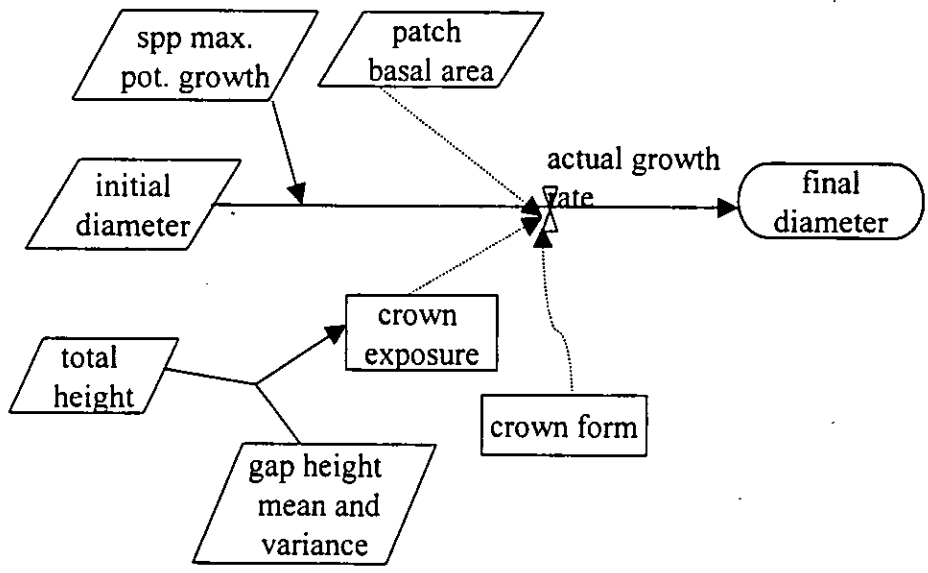 spp max.
pot. growth
patch
basal area
actual growth
rate
initial
diameter
final
diameter
crown
exposure
total
height
crown form
gap height
mean and
variance